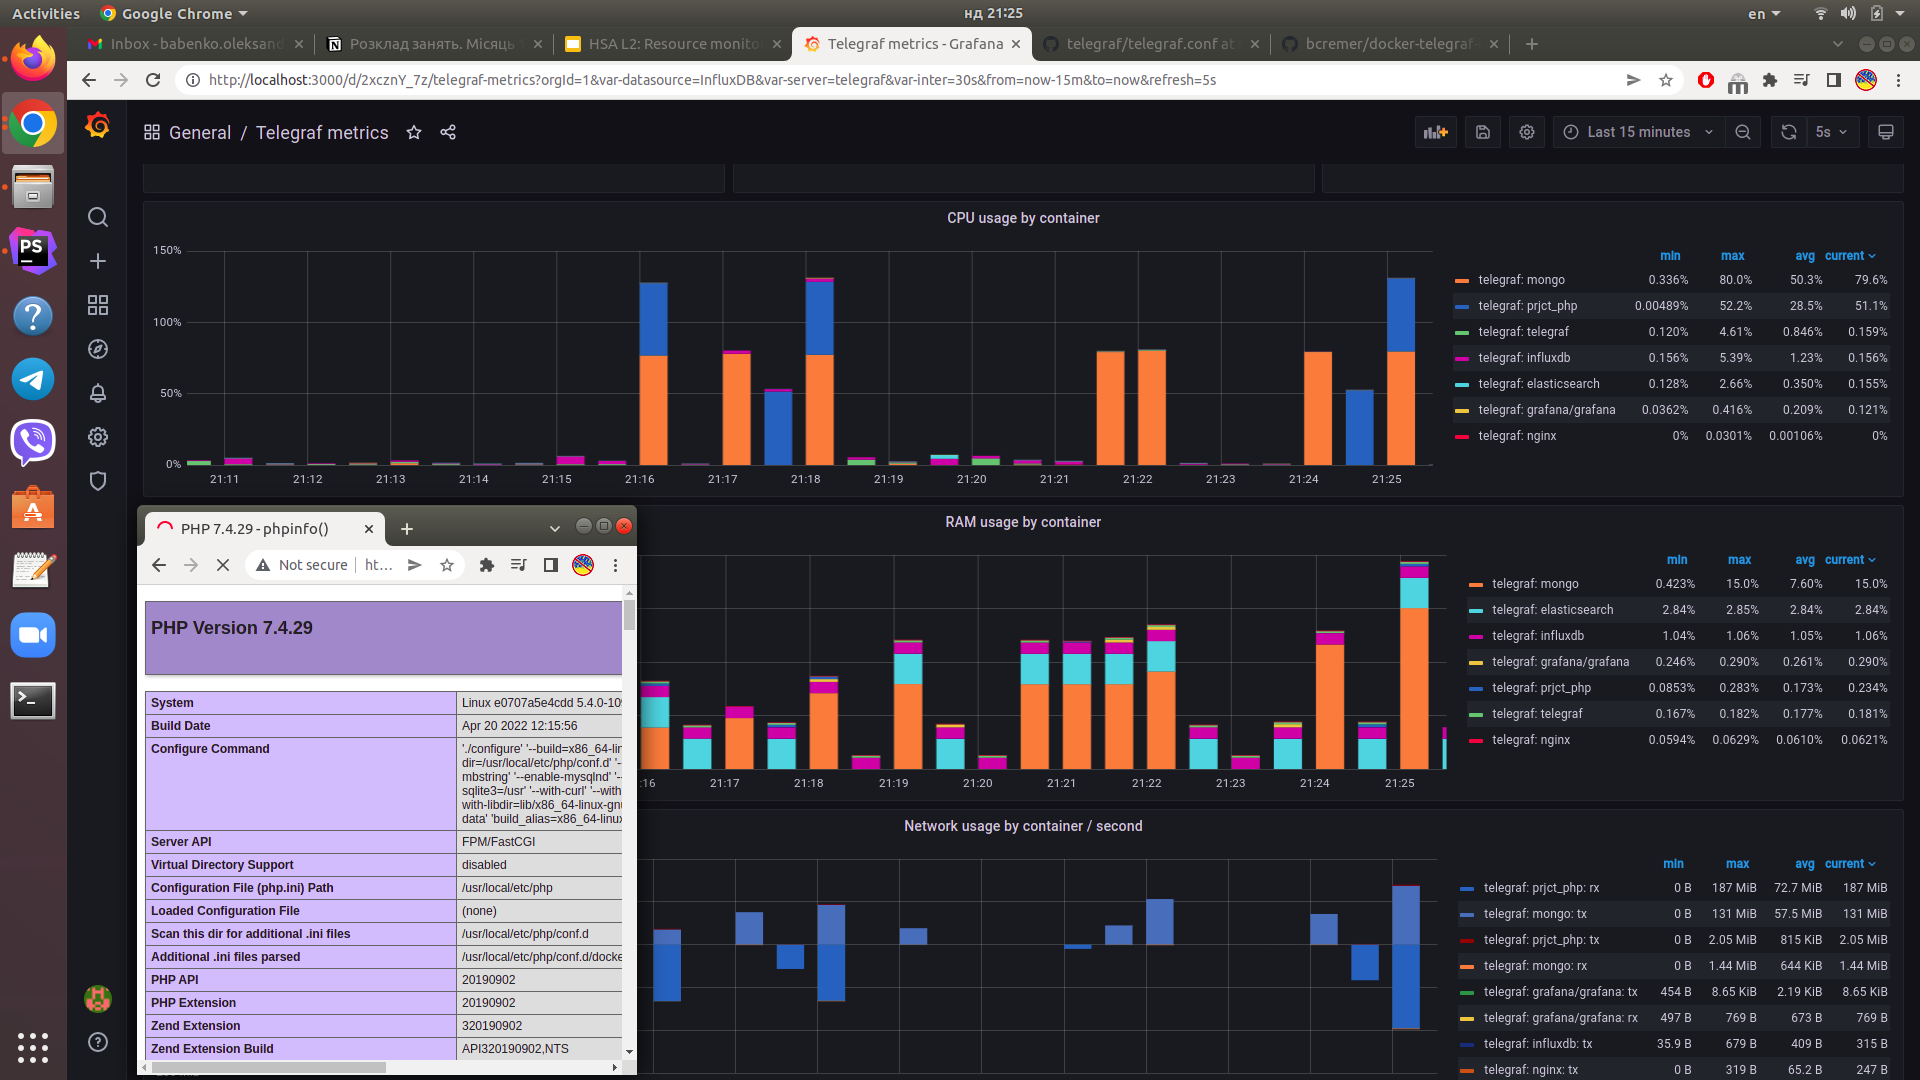 Activities
Google Chrome
нд 21:25
en
Inbox - babenko.oleksand
Розклад занять. Місяць
HSA L2: Resource monito
Telegraf metrics - Grafana
telegraf/telegraf.conf at
bcremer/docker-telegraf-
http://localhost:3000/d/2xcznY_7z/telegraf-metrics?orgId=1&var-datasource=InfluxDB&var-server=telegraf&var-inter=30s&from=now-15m&to=now&refresh=5s
General / Telegraf metrics
Last 15 minutes
5s
CPU usage by container
150%
100%
50%
0%
21:11 21:12 21:13 21:14 21:15 21:16 21:17 21:18 21:19 21:20 21:21 21:22 21:23 21:24 21:25
min max avg current
telegraf: mongo 0.336% 80.0% 50.3% 79.6%
telegraf: prjct_php 0.00489% 52.2% 28.5% 51.1%
telegraf: telegraf 0.120% 4.61% 0.846% 0.159%
telegraf: influxdb 0.156% 5.39% 1.23% 0.156%
telegraf: elasticsearch 0.128% 2.66% 0.350% 0.155%
telegraf: grafana/grafana 0.0362% 0.416% 0.209% 0.121%
telegraf: nginx 0% 0.0301% 0.00106% 0%
RAM usage by container
:16 21:17 21:18 21:19 21:20 21:21 21:22 21:23 21:24 21:25
min max avg current
telegraf: mongo 0.423% 15.0% 7.60% 15.0%
telegraf: elasticsearch 2.84% 2.85% 2.84% 2.84%
telegraf: influxdb 1.04% 1.06% 1.05% 1.06%
telegraf: grafana/grafana 0.246% 0.290% 0.261% 0.290%
telegraf: prjct_php 0.0853% 0.283% 0.173% 0.234%
telegraf: telegraf 0.167% 0.182% 0.177% 0.181%
telegraf: nginx 0.0594% 0.0629% 0.0610% 0.0621%
Network usage by container / second
min max avg current
telegraf: prjct_php: rx 0 B 187 MiB 72.7 MiB 187 MiB
telegraf: mongo: tx 0 B 131 MiB 57.5 MiB 131 MiB
telegraf: prjct_php: tx 0 B 2.05 MiB 815 KiB 2.05 MiB
telegraf: mongo: rx 0 B 1.44 MiB 644 KiB 1.44 MiB
telegraf: grafana/grafana: tx 454 B 8.65 KiB 2.19 KiB 8.65 KiB
telegraf: grafana/grafana: rx 497 B 769 B 673 B 769 B
telegraf: influxdb: tx 35.9 B 679 B 409 B 315 B
telegraf: nginx: tx 0 B 319 B 65.2 B 247 B
PHP 7.4.29 - phpinfo()
Not secure
ht...
PHP Version 7.4.29
System Linux e0707a5e4cdd 5.4.0-10
Build Date Apr 20 2022 12:15:56
Configure Command './configure' '--build=x86_64-lin
dir=/usr/local/etc/php/conf.d' '-
mbstring' '--enable-mysqlnd' '-
sqlite3=/usr' '--with-curl' '--with
with-libdir=lib/x86_64-linux-gnu
data' 'build_alias=x86_64-linux
Server API FPM/FastCGI
Virtual Directory Support disabled
Configuration File (php.ini) Path /usr/local/etc/php
Loaded Configuration File (none)
Scan this dir for additional .ini files /usr/local/etc/php/conf.d
Additional .ini files parsed /usr/local/etc/php/conf.d/docke
PHP API 20190902
PHP Extension 20190902
Zend Extension 320190902
Zend Extension Build API320190902,NTS
PS